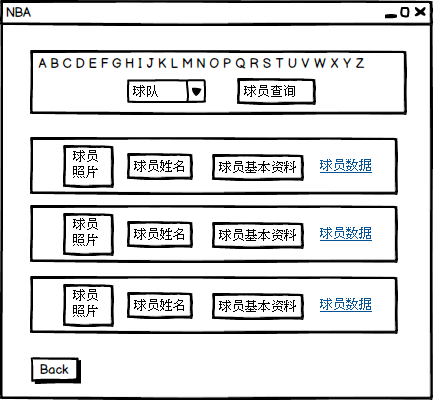 NBA
A B C D E F G H I J K L M N O P Q R S T U V W X Y Z
球队 球员查询
球员
照片
球员姓名 球员基本资料 球员数据
球员
照片
球员姓名 球员基本资料 球员数据
球员
照片
球员姓名 球员基本资料 球员数据
Back